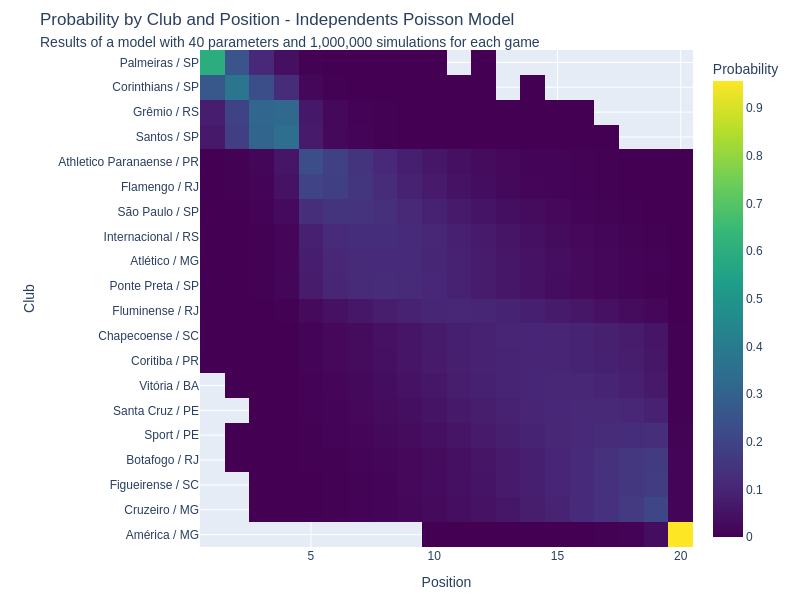 Probability by Club and Position - Independents Poisson Model
Results of a model with 40 parameters and 1,000,000 simulations for each game
Probability
Palmeiras / SP
Corinthians / SP
Grêmio / RS
Santos / SP
Athletico Paranaense / PR
Flamengo / RJ
São Paulo / SP
Internacional / RS
Atlético / MG
Ponte Preta / SP
Fluminense / RJ
Chapecoense / SC
Coritiba / PR
Vitória / BA
Santa Cruz / PE
Sport / PE
Botafogo / RJ
Figueirense / SC
Cruzeiro / MG
América / MG
Club
5
10
15
20
Position
0.9
0.8
0.7
0.6
0.5
0.4
0.3
0.2
0.1
0